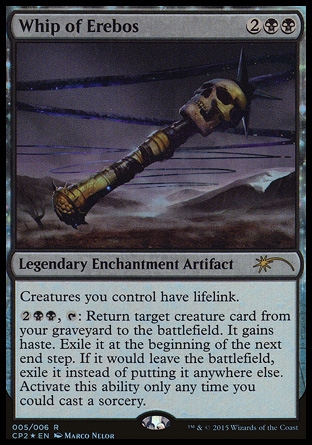 Whip of Erebos 2
Legendary Enchantment Artifact
Creatures you control have lifelink.
2 , : Return target creature card from
your graveyard to the battlefield. It gains
haste. Exile it at the beginning of the next
end step. If it would leave the battlefield,
exile it instead of putting it anywhere else.
Activate this ability only any time you
could cast a sorcery.
005/006 R
CP2 ★ EN Marco Nelor
™ & © 2015 Wizards of the Coast